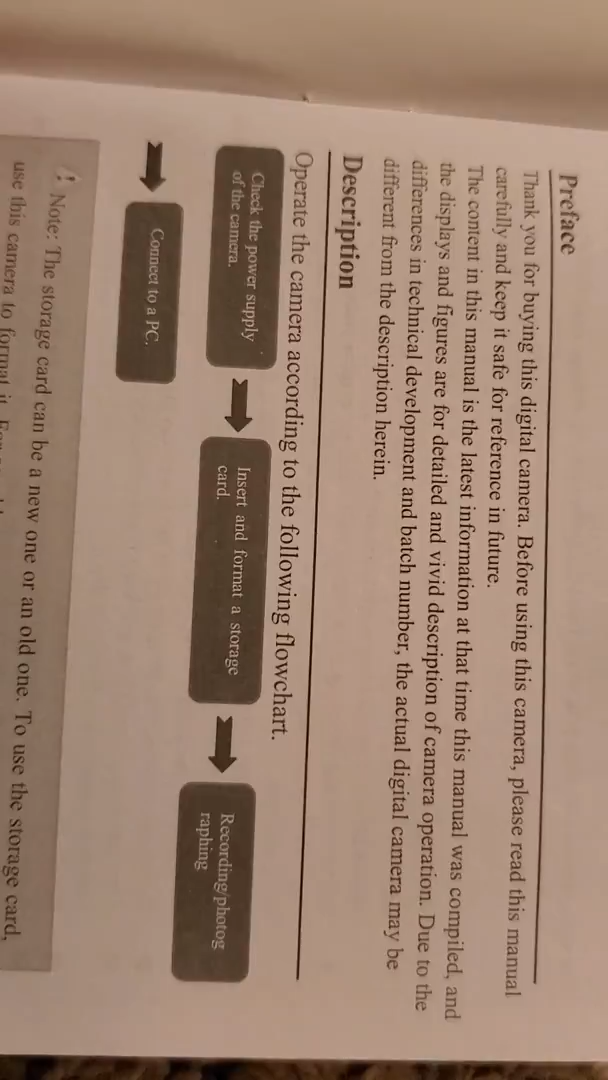 Preface
Thank you for buying this digital camera. Before using this camera, please read this manual
carefully and keep it safe for reference in future.
The content in this manual is the latest information at that time this manual was compiled, and
the displays and figures are for detailed and vivid description of camera operation. Due to the
differences in technical development and batch number, the actual digital camera may be
different from the description herein.
Description
Operate the camera according to the following flowchart.
Check the power supply
of the camera.
Insert and format a storage
card.
Recording/photog
raphing
Connect to a PC.
! Note: The storage card can be a new one or an old one. To use the storage card,
use this camera to format it.